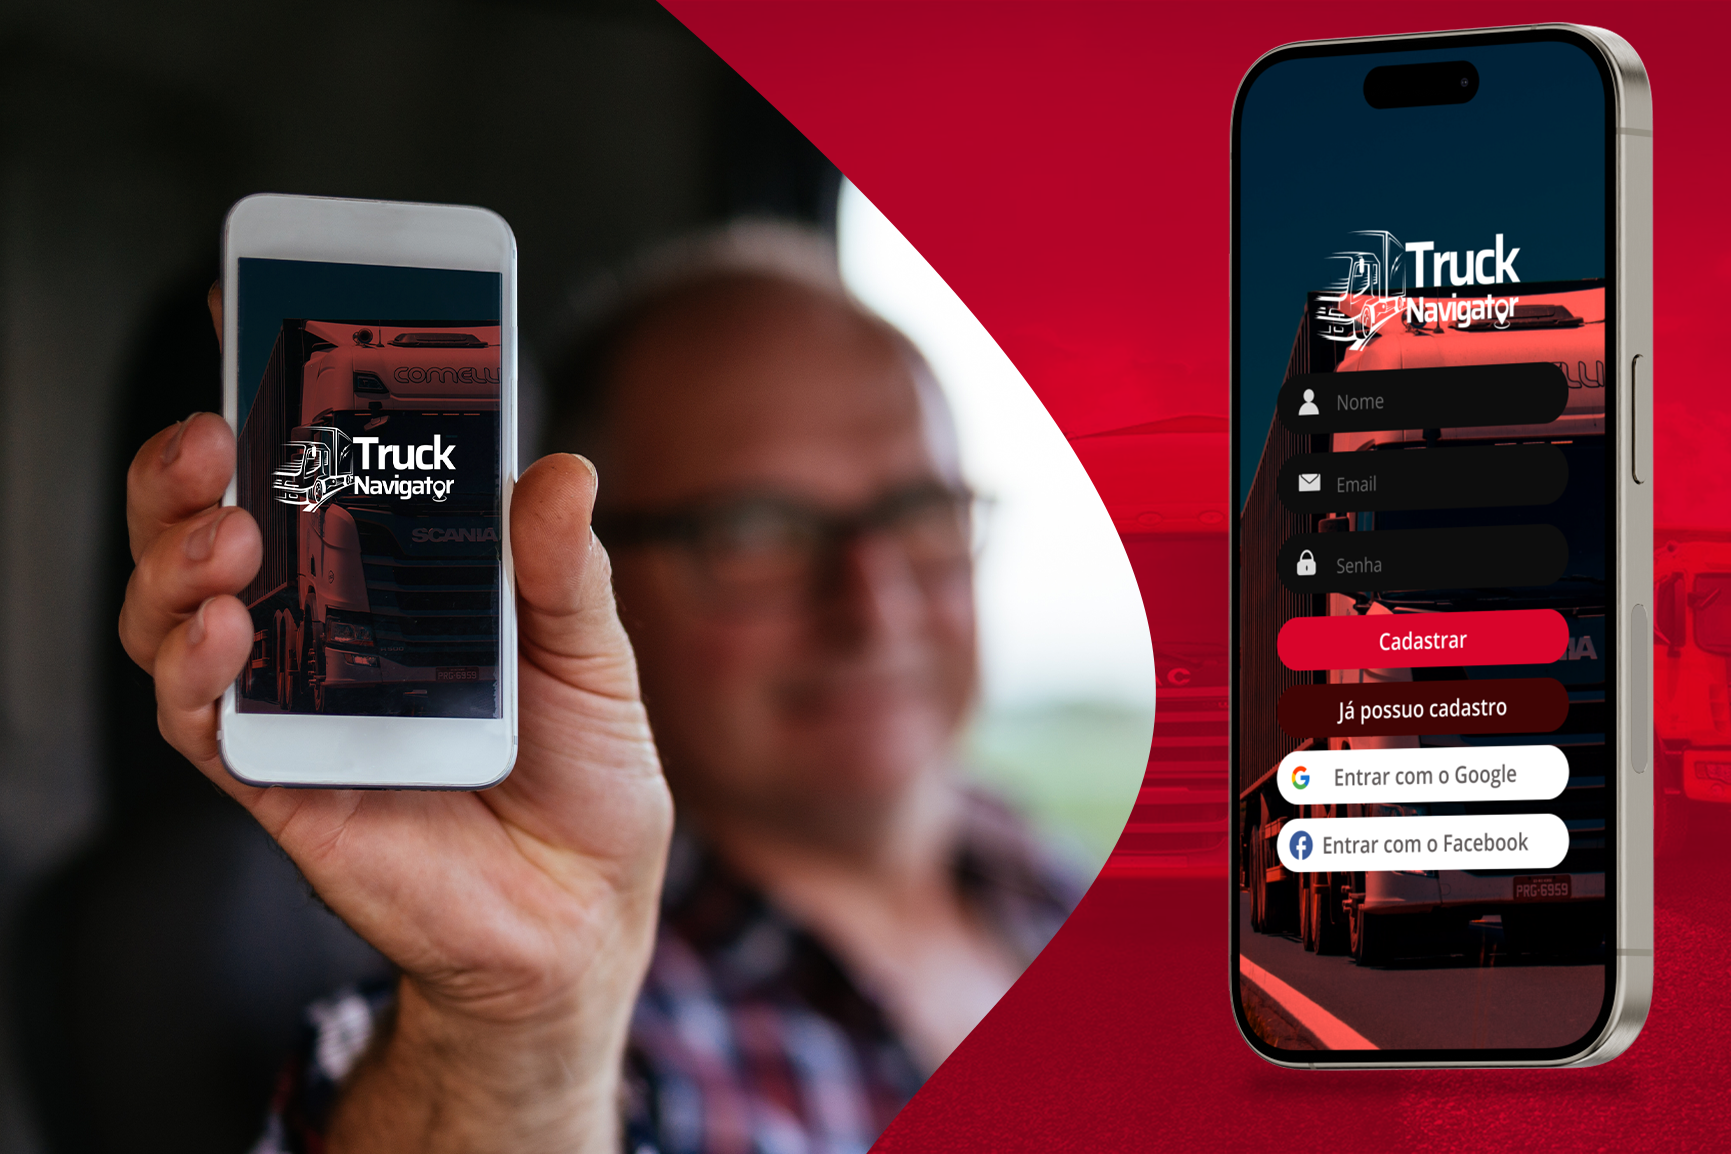 COMELLI
Truck
Navigator
SCANIA
R 500
PRG-6959
Truck
Navigator
Nome
Email
Senha
Cadastrar
Já possuo cadastro
Entrar com o Google
Entrar com o Facebook
PRG-6959